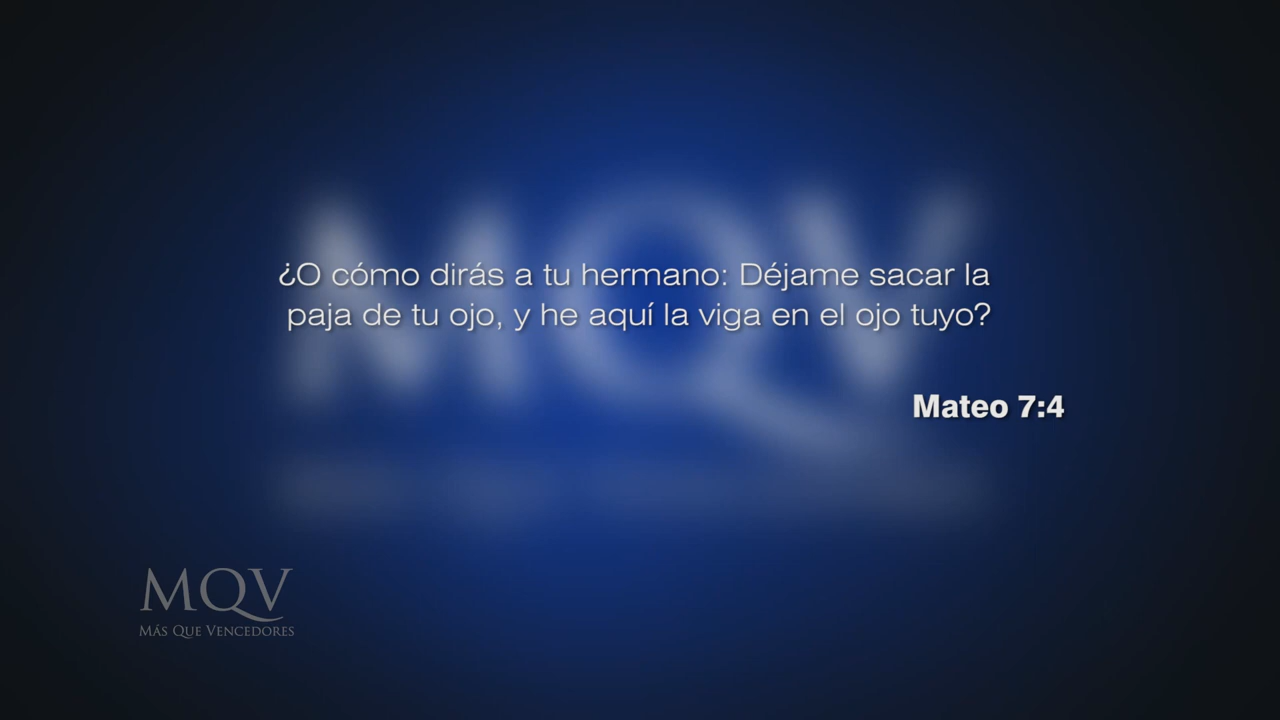 ¿O cómo dirás a tu hermano: Déjame sacar la
paja de tu ojo, y he aquí la viga en el ojo tuyo?
Mateo 7:4
MQV
MÁS QUE VENCEDORES